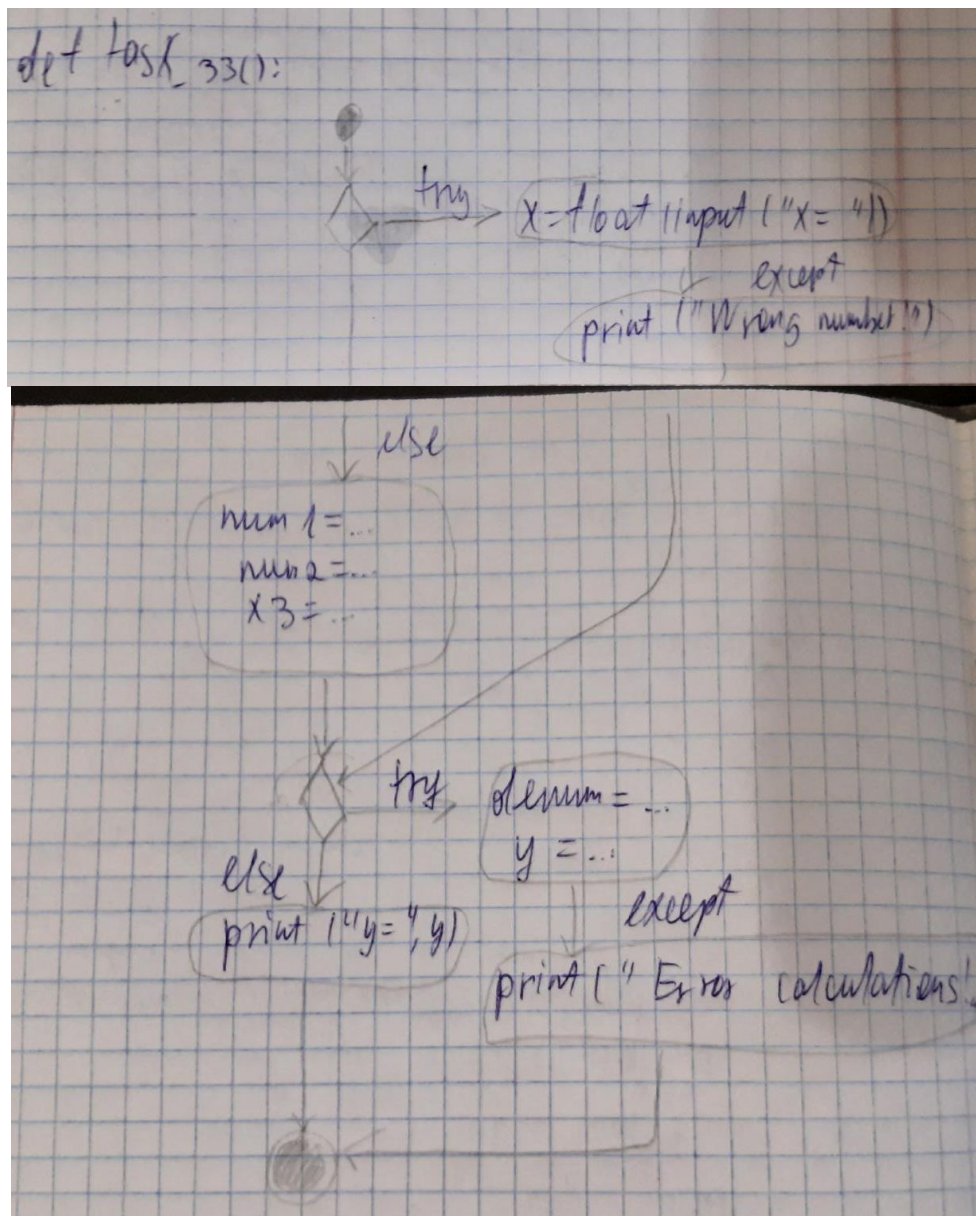 def task_33():
try
x=float(input("x= "))
except
print ("Wrong number!")
else
num1=...
num2=...
x3=...
try
denum=...
y=...
else
except
print ("y=",y)
print (" Error calculations!